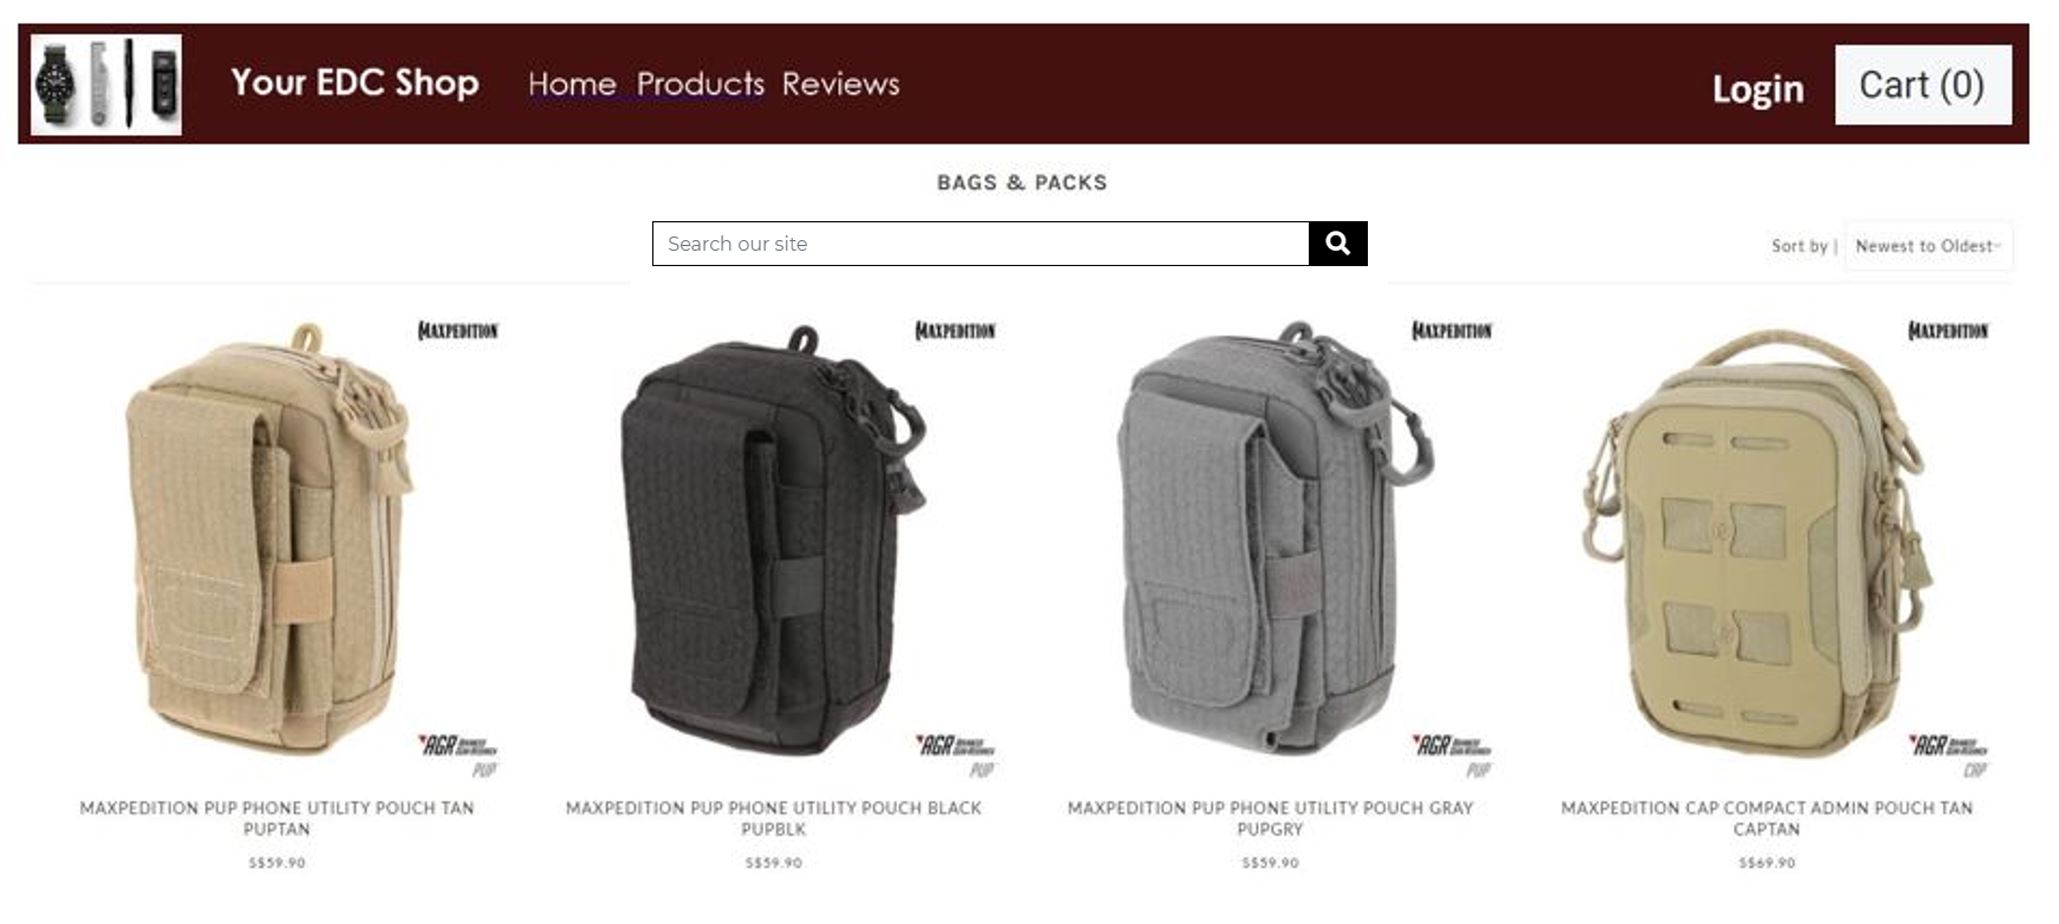 Your EDC Shop Home Products Reviews Login Cart (0)
BAGS & PACKS
Search our site
Sort by | Newest to Oldest
MAXPEDITION MAXPEDITION MAXPEDITION MAXPEDITION
AGR AGR AGR AGR
PUP PUP PUP CAP
MAXPEDITION PUP PHONE UTILITY POUCH TAN
PUPTAN
S$59.90
MAXPEDITION PUP PHONE UTILITY POUCH BLACK
PUPBLK
S$59.90
MAXPEDITION PUP PHONE UTILITY POUCH GRAY
PUPGRY
S$59.90
MAXPEDITION CAP COMPACT ADMIN POUCH TAN
CAPTAN
S$69.90